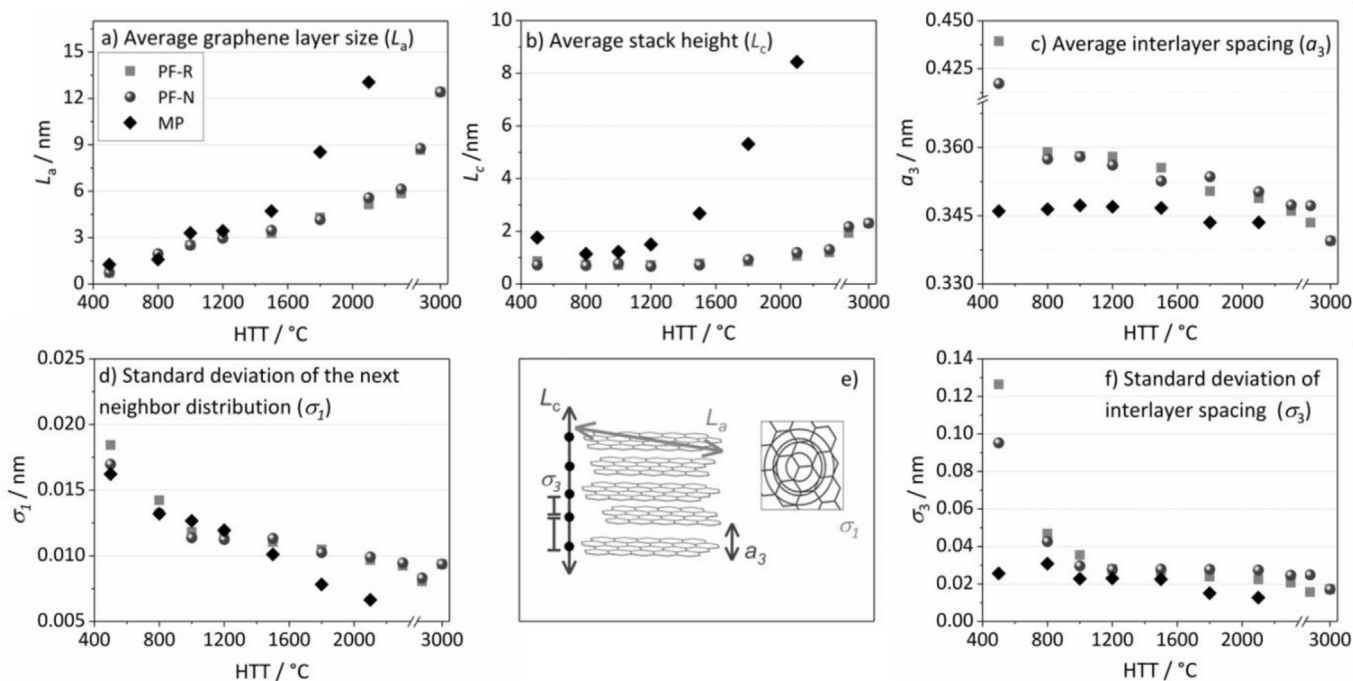 a) Average graphene layer size (Lₐ)
PF-R
PF-N
MP
15
12
9
6
3
0
Lₐ / nm
400 800 1200 1600 2000 3000
HTT / °C
b) Average stack height (L꜀)
10
8
6
4
2
0
L꜀ /nm
400 800 1200 1600 2000 3000
HTT / °C
c) Average interlayer spacing (a₃)
0.425
0.360
0.345
0.330
a₃ / nm
400 800 1200 1600 2000 3000
HTT / °C
d) Standard deviation of the next
neighbor distribution (σ₁)
0.025
0.020
0.015
0.010
0.005
σ₁ / nm
400 800 1200 1600 2000 3000
HTT / °C
e)
L꜀
Lₐ
σ₃
a₃
σ₁
f) Standard deviation of
interlayer spacing (σ₃)
0.14
0.12
0.10
0.08
0.06
0.04
0.02
0.00
σ₃ / nm
400 800 1200 1600 2000 3000
HTT / °C